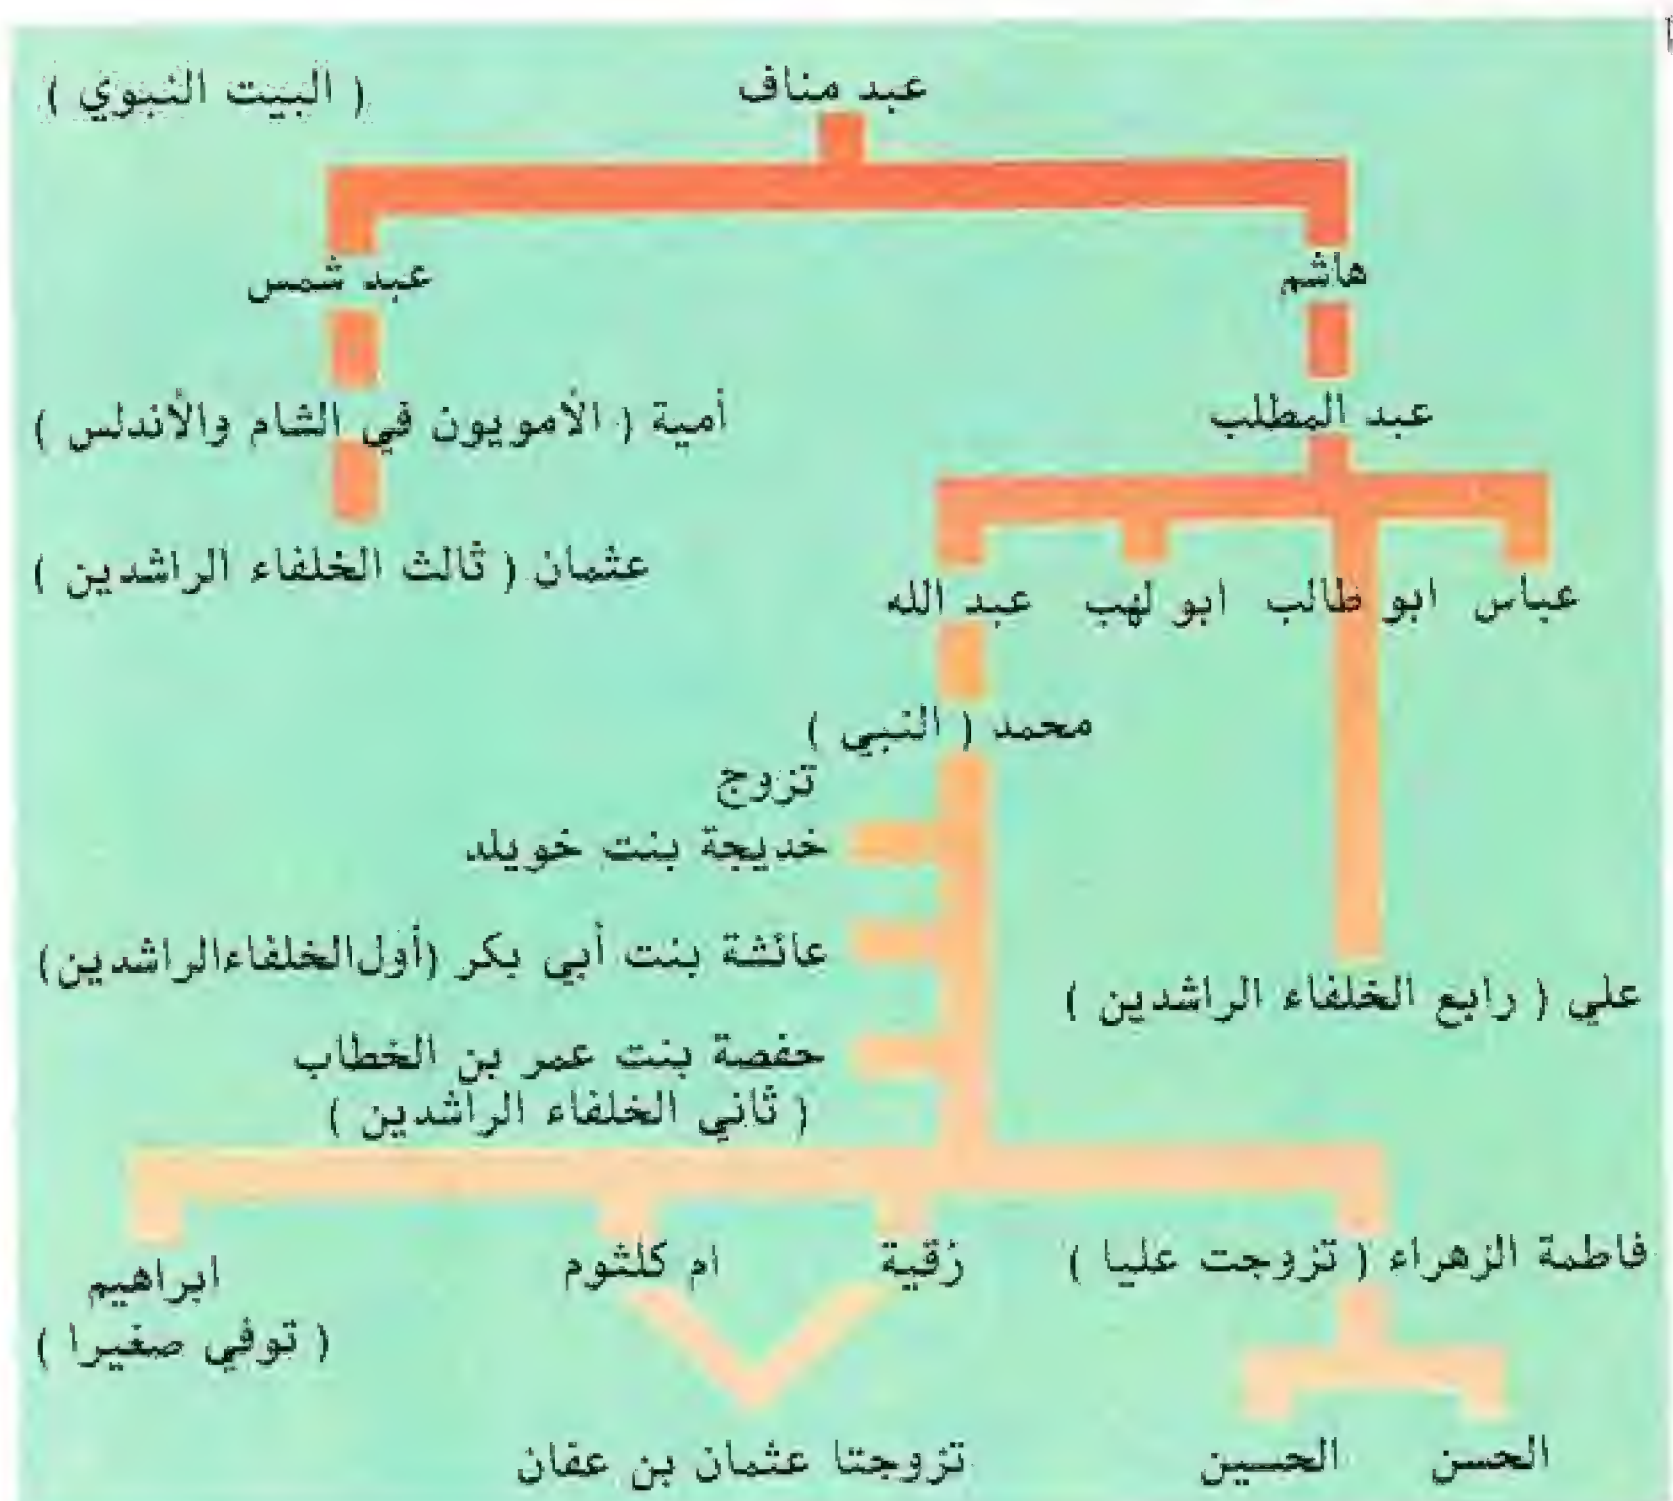 ( البيت النبوي )
عبد مناف
هاشم
عبد شمس
عبد المطلب
أمية ( الأمويون في الشام والأندلس )
عثمان ( ثالث الخلفاء الراشدين )
عباس ابو طالب ابو لهب عبد الله
محمد ( النبي )
تزوج
خديجة بنت خويلد
عائشة بنت أبي بكر (أول الخلفاء الراشدين)
علي ( رابع الخلفاء الراشدين )
حفصة بنت عمر بن الخطاب
( ثاني الخلفاء الراشدين )
فاطمة الزهراء ( تزوجت عليا )
رقية
ام كلثوم
ابراهيم
( توفي صغيرا )
الحسن
الحسين
تزوجتا عثمان بن عفان